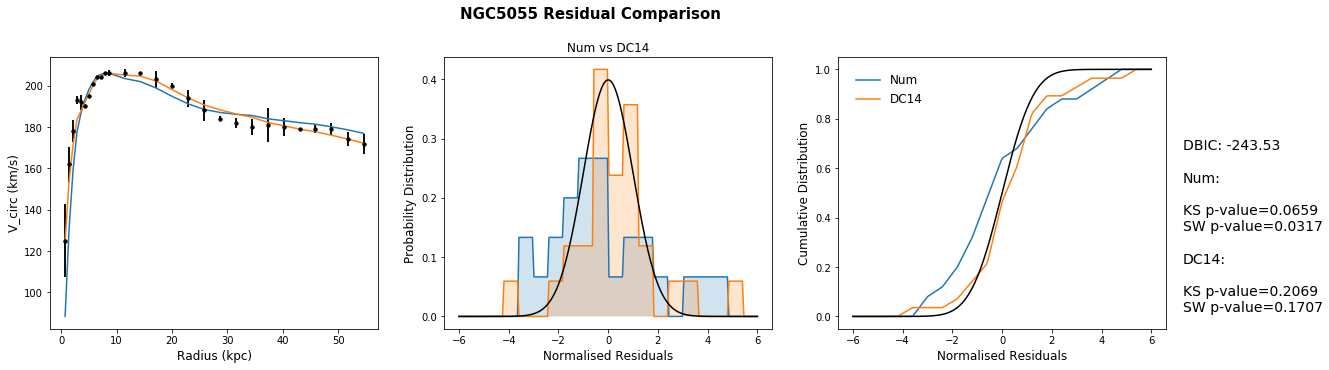 NGC5055 Residual Comparison
V_circ (km/s)
200
180
160
140
120
100
0
10
20
30
40
50
Radius (kpc)
Num vs DC14
Probability Distribution
0.4
0.3
0.2
0.1
0.0
−6
−4
−2
0
2
4
6
Normalised Residuals
Cumulative Distribution
1.0
0.8
0.6
0.4
0.2
0.0
Num
DC14
−6
−4
−2
0
2
4
6
Normalised Residuals
DBIC: -243.53
Num:
KS p-value=0.0659
SW p-value=0.0317
DC14:
KS p-value=0.2069
SW p-value=0.1707